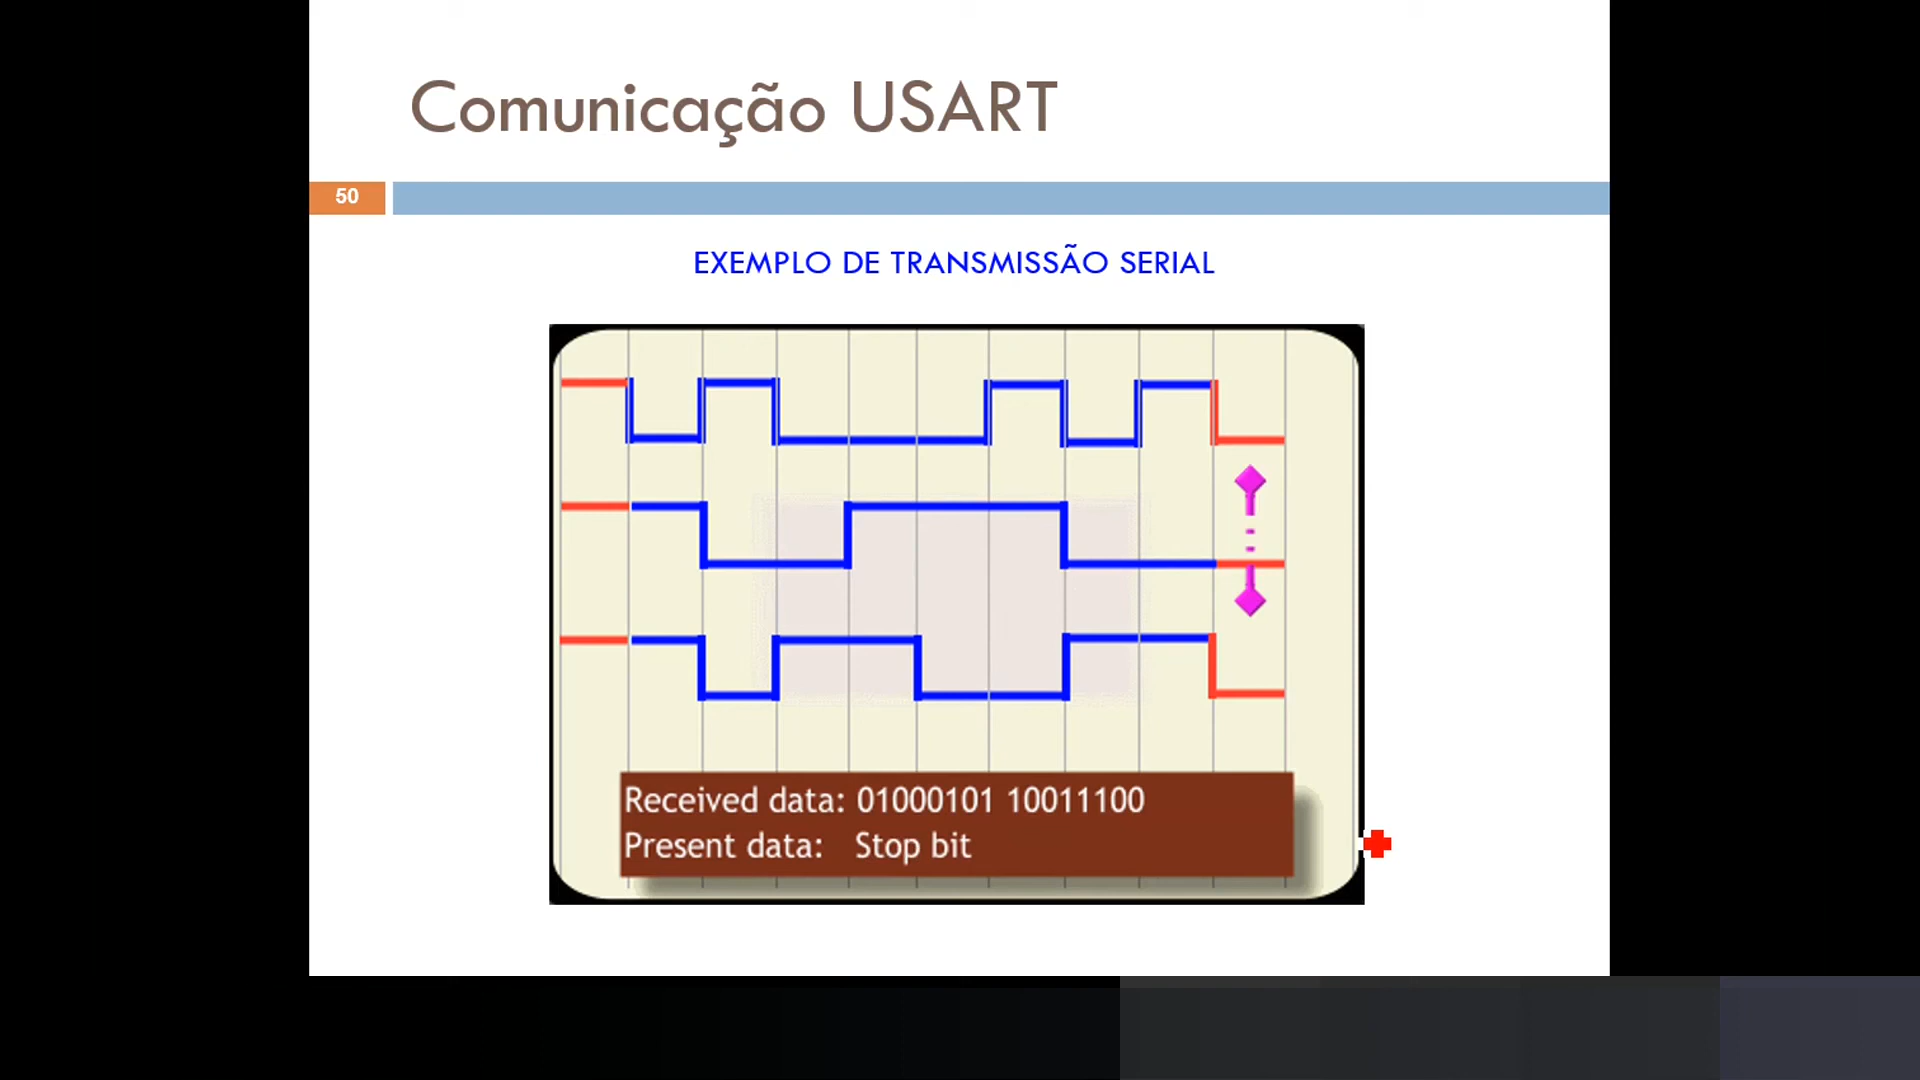 Comunicação USART
50
EXEMPLO DE TRANSMISSÃO SERIAL
Received data: 01000101 10011100
Present data: Stop bit